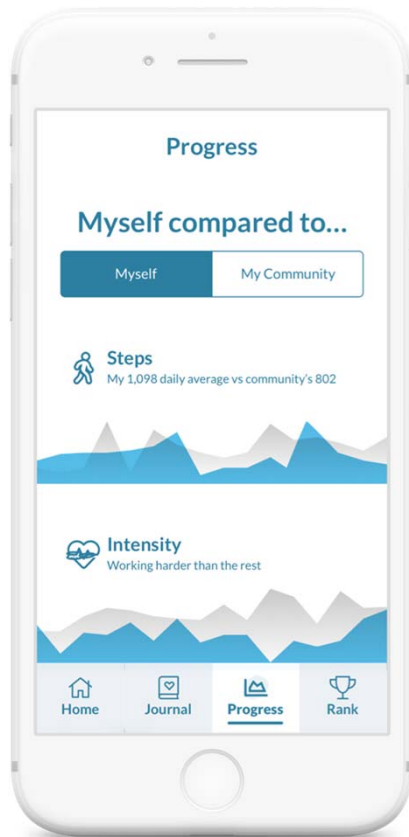 Progress
Myself compared to...
Myself
My Community
Steps
My 1,098 daily average vs community's 802
Intensity
Working harder than the rest
Home
Journal
Progress
Rank